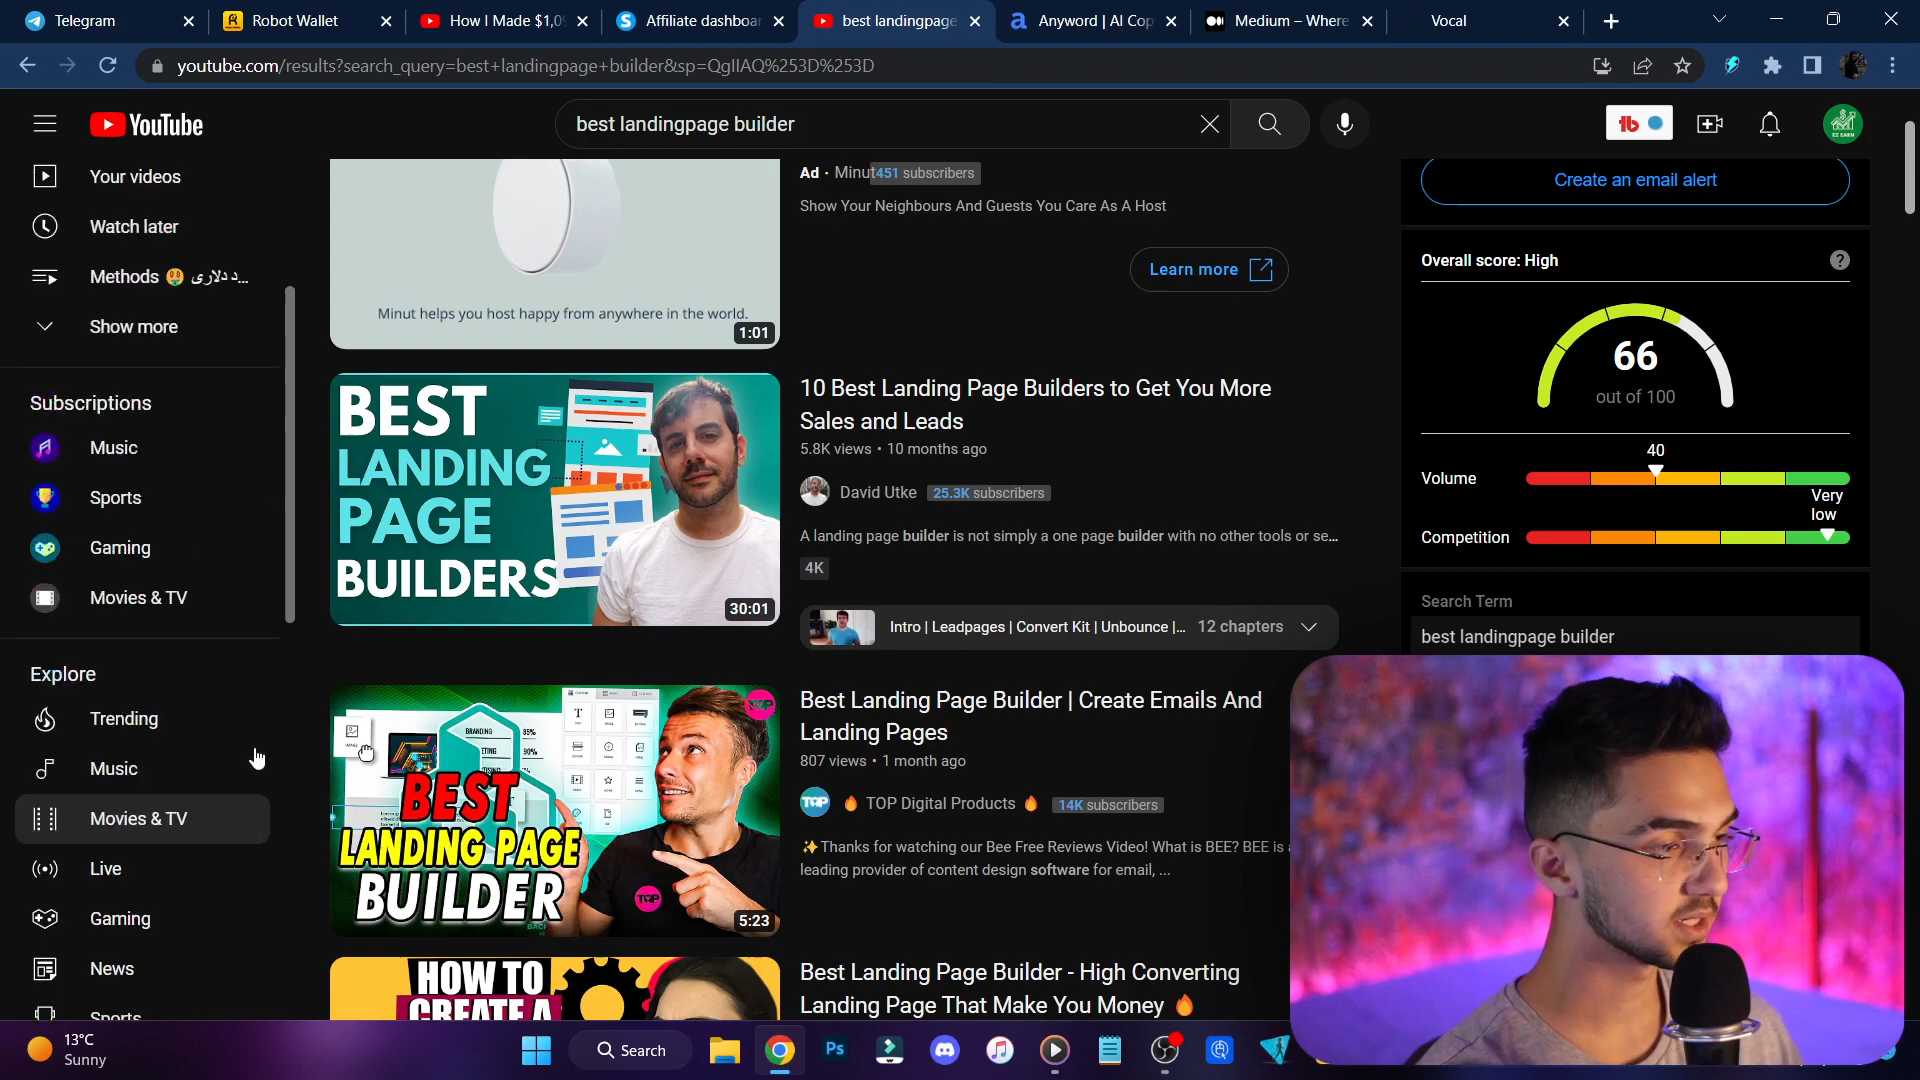 Telegram
Robot Wallet
How I Made $1,0
Affiliate dashboar
best landingpage
Anyword | AI Cop
Medium – Where
Vocal
youtube.com/results?search_query=best+landingpage+builder&sp=QgIIAQ%253D%253D
YouTube
best landingpage builder
tb
EZ EARN
Your videos
Watch later
Methods 🤑 د دلاری...
Show more
Subscriptions
Music
Sports
Gaming
Movies & TV
Explore
Trending
Music
Movies & TV
Live
Gaming
News
Sports
Minut helps you host happy from anywhere in the world.
1:01
Ad · Minut 451 subscribers
Show Your Neighbours And Guests You Care As A Host
Learn more
BEST
LANDING
PAGE
BUILDERS
30:01
10 Best Landing Page Builders to Get You More
Sales and Leads
5.8K views • 10 months ago
David Utke 25.3K subscribers
A landing page builder is not simply a one page builder with no other tools or se...
4K
Intro | Leadpages | Convert Kit | Unbounce |... 12 chapters
BRANDING 85%
90%
BEST
LANDING PAGE
BUILDER
TOP
TOP
5:23
Best Landing Page Builder | Create Emails And
Landing Pages
807 views • 1 month ago
TOP 🔥 TOP Digital Products 🔥 14K subscribers
✨Thanks for watching our Bee Free Reviews Video! What is BEE? BEE is
leading provider of content design software for email, ...
HOW TO
CREATE A
Best Landing Page Builder - High Converting
Landing Page That Make You Money 🔥
Create an email alert
Overall score: High
?
66
out of 100
40
Volume
Very
low
Competition
Search Term
best landingpage builder
13°C
Sunny
Search
Ps